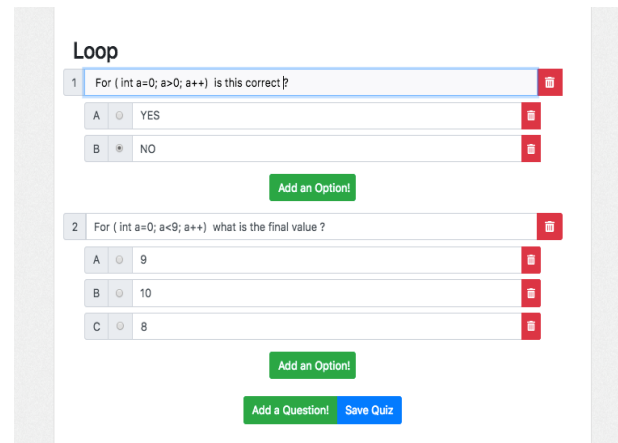 Loop
1 For ( int a=0; a>0; a++) is this correct ?
A YES
B NO
Add an Option!
2 For ( int a=0; a<9; a++) what is the final value ?
A 9
B 10
C 8
Add an Option!
Add a Question! Save Quiz